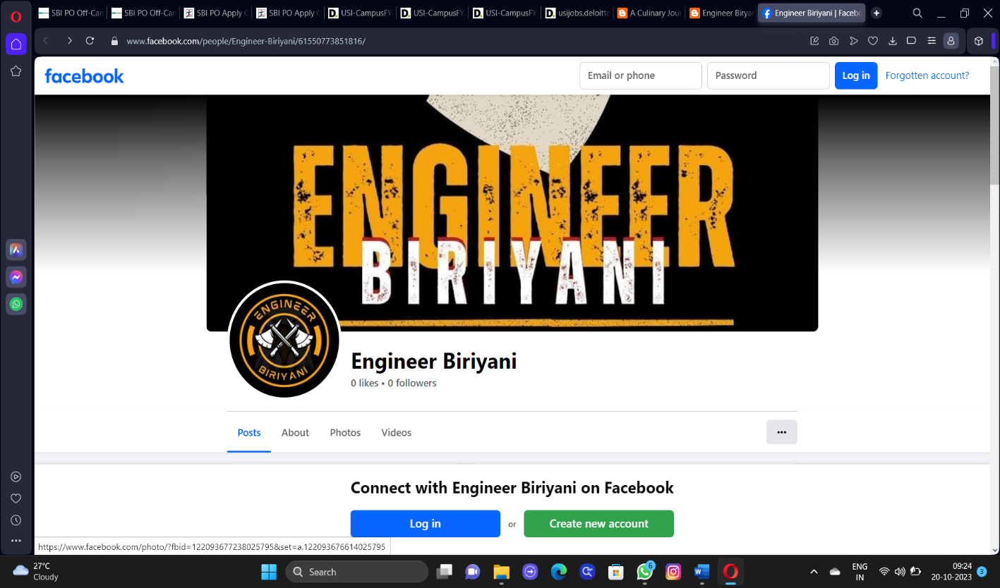 SBI PO Off-Can
SBI PO Off-Can
SBI PO Apply C
SBI PO Apply C
USI-CampusFY
USI-CampusFY
USI-CampusFY
usijobs.deloitte
A Culinary Jour
Engineer Biryan
Engineer Biriyani | Facebo
www.facebook.com/people/Engineer-Biriyani/61550773851816/
facebook
Email or phone
Password
Log in
Forgotten account?
ENGINEER
BIRIYANI
ENGINEER
BIRIYANI
Engineer Biriyani
0 likes • 0 followers
Posts
About
Photos
Videos
Connect with Engineer Biriyani on Facebook
Log in
or
Create new account
https://www.facebook.com/photo/?fbid=122093677238025795&set=a.122093676614025795
27°C
Cloudy
Search
6
ENG
IN
09:24
20-10-2023
3